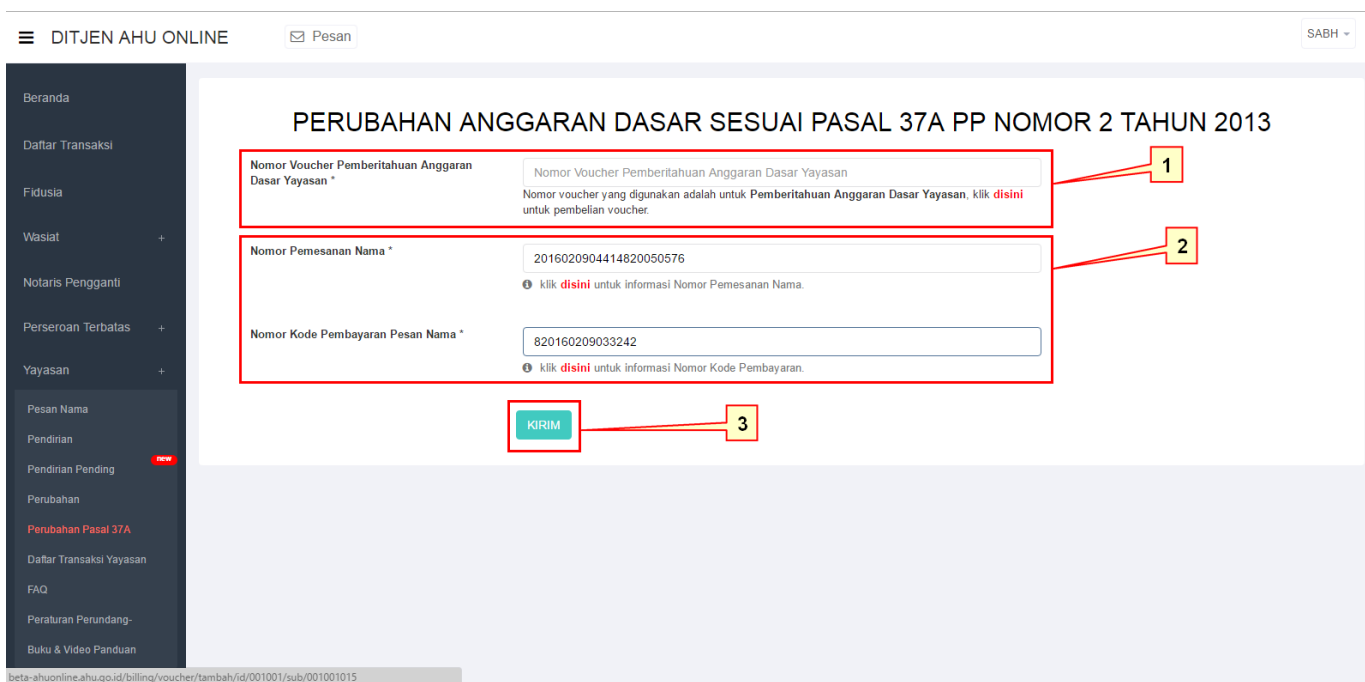 DITJEN AHU ONLINE
Pesan
SABH
Beranda
Daftar Transaksi
Fidusia
Wasiat +
Notaris Pengganti
Perseroan Terbatas +
Yayasan +
Pesan Nama
Pendirian
new
Pendirian Pending
Perubahan
Perubahan Pasal 37A
Daftar Transaksi Yayasan
FAQ
Peraturan Perundang-
Buku & Video Panduan
PERUBAHAN ANGGARAN DASAR SESUAI PASAL 37A PP NOMOR 2 TAHUN 2013
Nomor Voucher Pemberitahuan Anggaran
Dasar Yayasan *
Nomor Voucher Pemberitahuan Anggaran Dasar Yayasan
Nomor voucher yang digunakan adalah untuk Pemberitahuan Anggaran Dasar Yayasan, klik disini
untuk pembelian voucher.
1
Nomor Pemesanan Nama *
2016020904414820050576
klik disini untuk informasi Nomor Pemesanan Nama.
2
Nomor Kode Pembayaran Pesan Nama *
820160209033242
klik disini untuk informasi Nomor Kode Pembayaran.
KIRIM
3
beta-ahuonline.ahu.go.id/billing/voucher/tambah/id/001001/sub/001001015